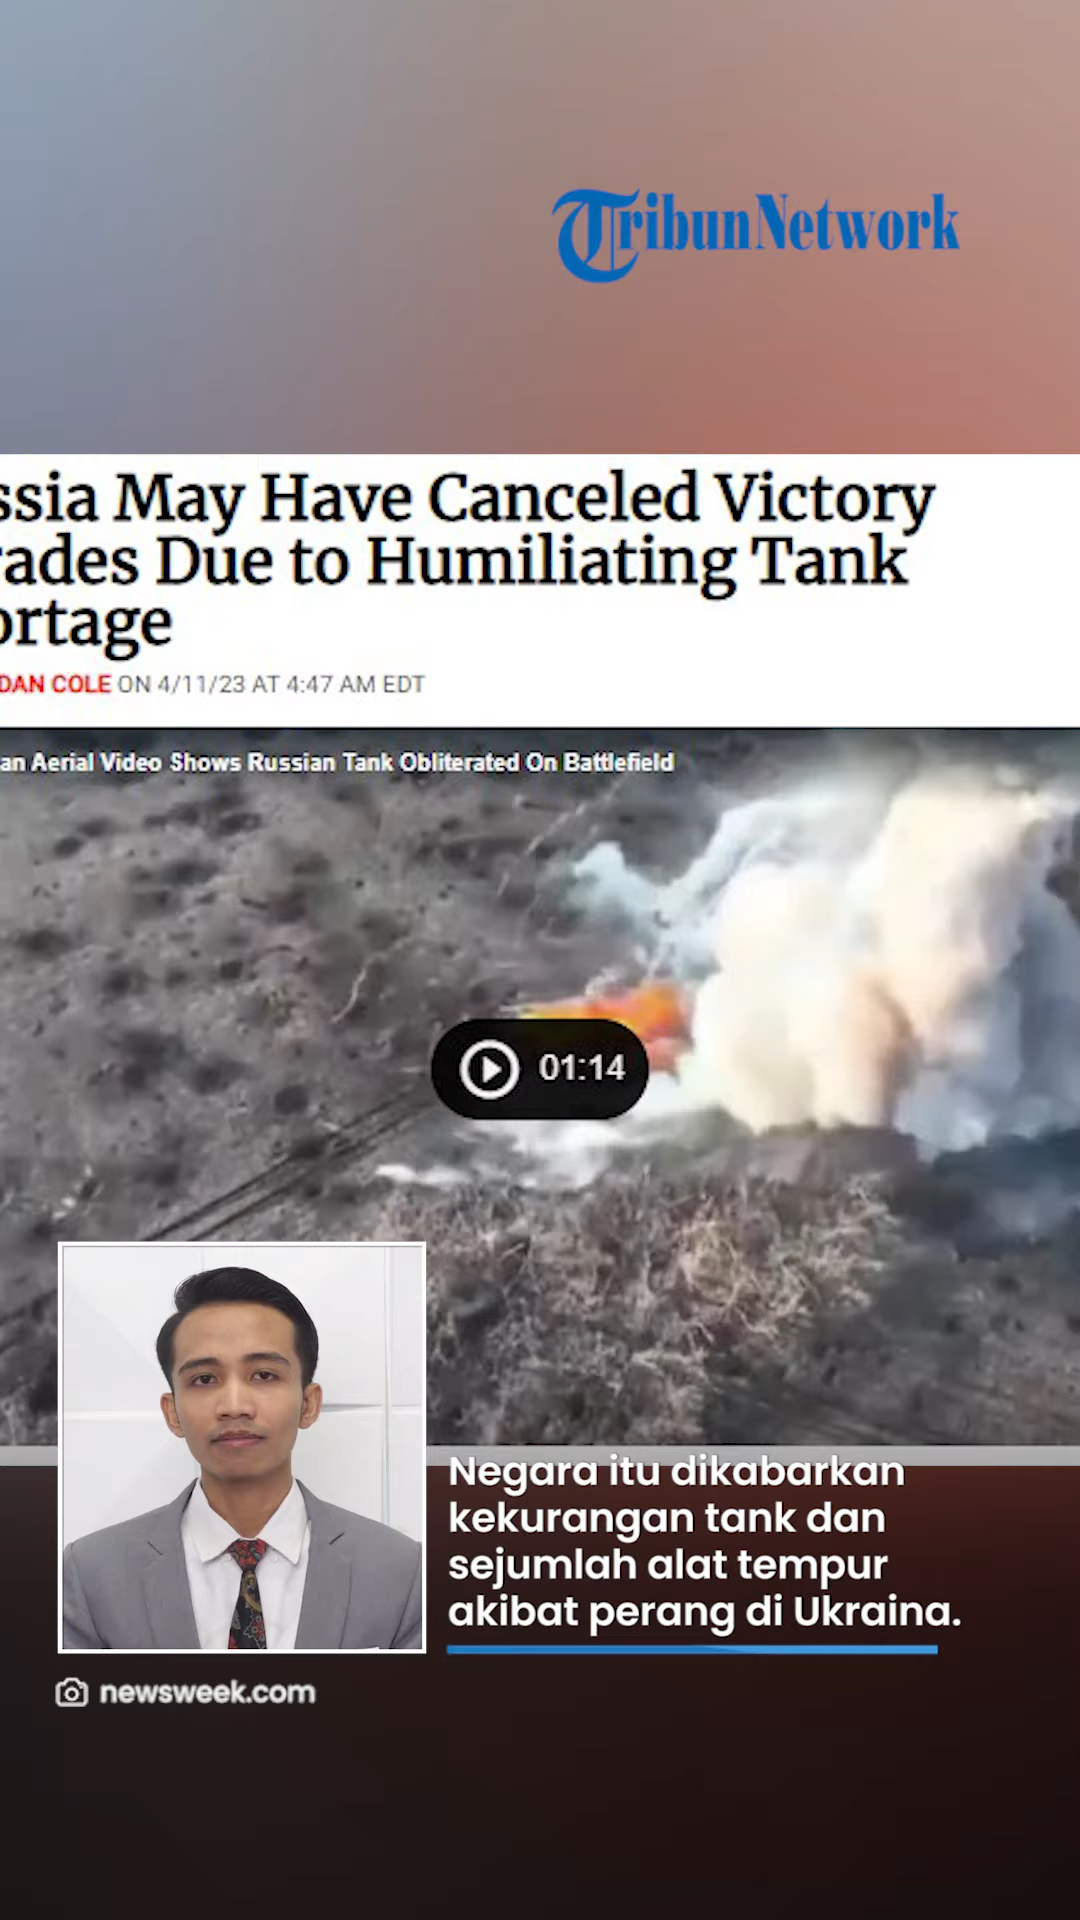 TribunNetwork
ssia May Have Canceled Victory
rades Due to Humiliating Tank
ortage
DAN COLE ON 4/11/23 AT 4:47 AM EDT
an Aerial Video Shows Russian Tank Obliterated On Battlefield
01:14
Negara itu dikabarkan
kekurangan tank dan
sejumlah alat tempur
akibat perang di Ukraina.
newsweek.com